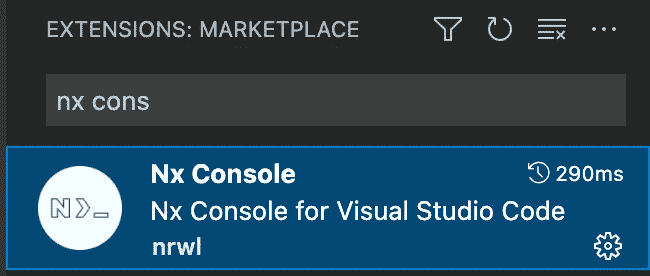 EXTENSIONS: MARKETPLACE
nx cons
Nx Console
290ms
Nx Console for Visual Studio Code
nrwl